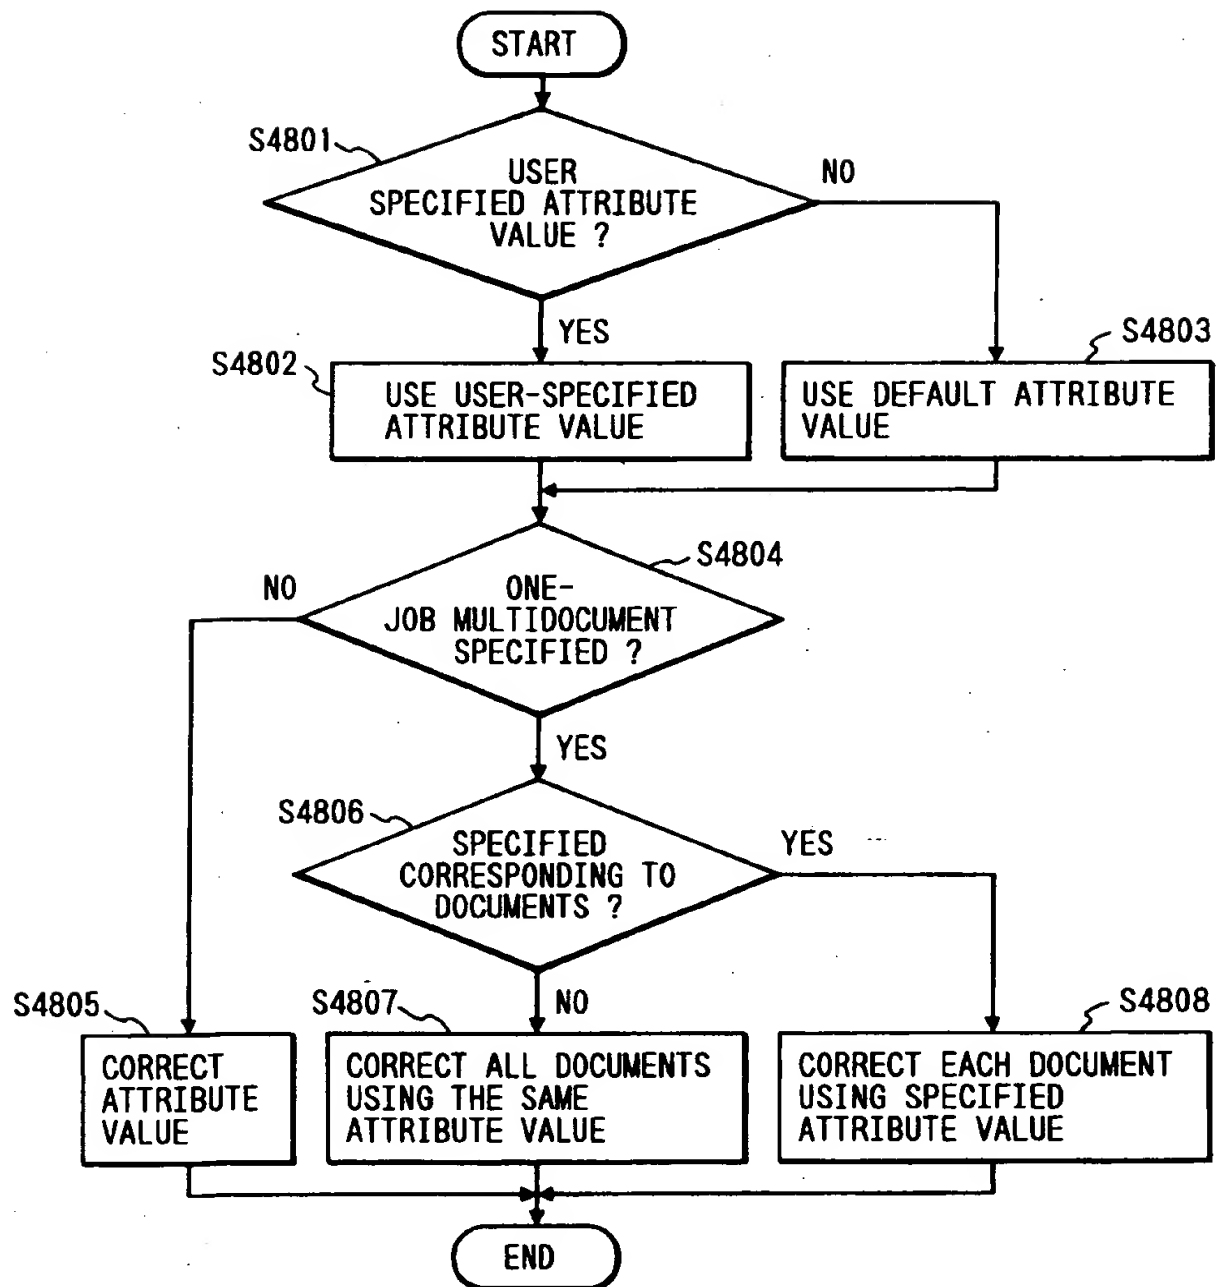 START
S4801
USER
SPECIFIED ATTRIBUTE
VALUE ?
NO
YES
S4802
USE USER-SPECIFIED
ATTRIBUTE VALUE
S4803
USE DEFAULT ATTRIBUTE
VALUE
S4804
ONE-
JOB MULTIDOCUMENT
SPECIFIED ?
NO
YES
S4806
SPECIFIED
CORRESPONDING TO
DOCUMENTS ?
YES
NO
S4805
CORRECT
ATTRIBUTE
VALUE
S4807
CORRECT ALL DOCUMENTS
USING THE SAME
ATTRIBUTE VALUE
S4808
CORRECT EACH DOCUMENT
USING SPECIFIED
ATTRIBUTE VALUE
END